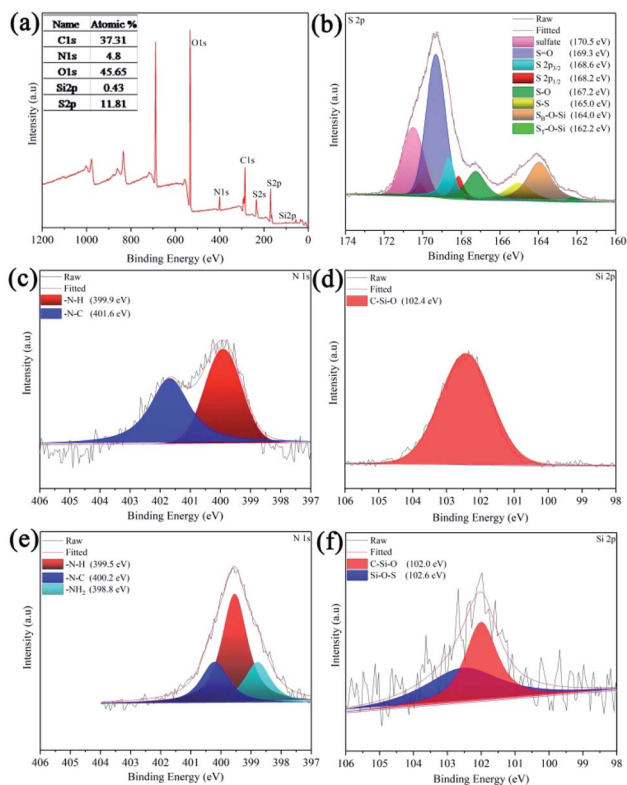 (a)
Name Atomic %
C1s 37.31
N1s 4.8
O1s 45.65
Si2p 0.43
S2p 11.81
O1s
C1s
N1s
S2s
S2p
Si2p
Intensity (a.u)
1200 1000 800 600 400 200 0
Binding Energy (eV)
(b)
S 2p
Raw
Fittted
sulfate (170.5 eV)
S=O (169.3 eV)
S 2p3/2 (168.6 eV)
S 2p1/2 (168.2 eV)
S-O (167.2 eV)
S-S (165.0 eV)
SB-O-Si (164.0 eV)
ST-O-Si (162.2 eV)
Intensity (a.u)
174 172 170 168 166 164 162 160
Binding Energy (eV)
(c)
N 1s
Raw
Fitted
-N-H (399.9 eV)
-N-C (401.6 eV)
Intensity (a.u)
406 405 404 403 402 401 400 399 398 397
Binding Energy (eV)
(d)
Si 2p
Raw
Fitted
C-Si-O (102.4 eV)
Intensity (a.u)
106 105 104 103 102 101 100 99 98
Binding Energy (eV)
(e)
N 1s
Raw
Fitted
-N-H (399.5 eV)
-N-C (400.2 eV)
-NH2 (398.8 eV)
Intensity (a.u)
406 405 404 403 402 401 400 399 398 397
Binding Energy (eV)
(f)
Si 2p
Raw
Fitted
C-Si-O (102.0 eV)
Si-O-S (102.6 eV)
Intensity (a.u)
106 105 104 103 102 101 100 99 98
Binding Energy (eV)